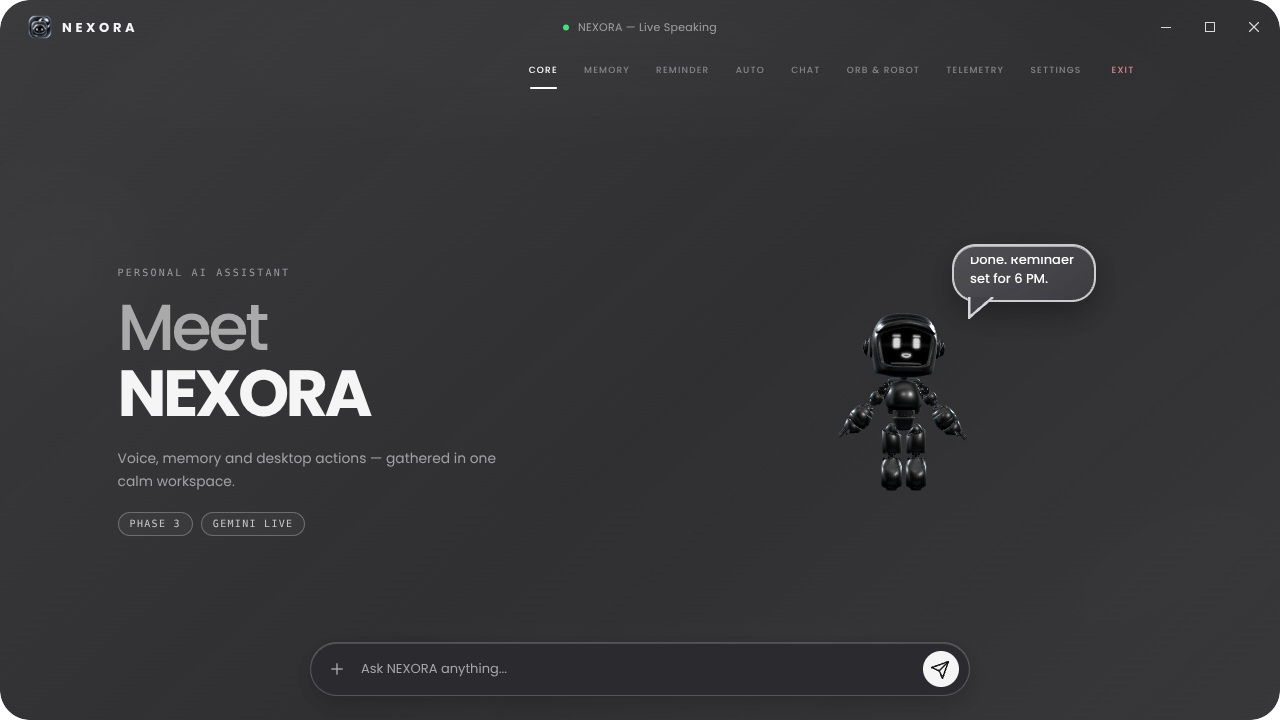 NEXORA
NEXORA — Live Speaking
CORE MEMORY REMINDER AUTO CHAT ORB & ROBOT TELEMETRY SETTINGS EXIT
Done. Reminder
set for 6 PM.
PERSONAL AI ASSISTANT
Meet
NEXORA
Voice, memory and desktop actions — gathered in one
calm workspace.
PHASE 3 GEMINI LIVE
Ask NEXORA anything...